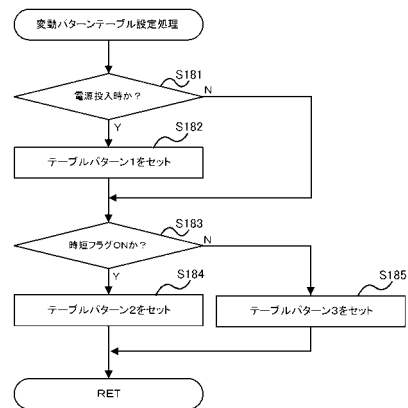 変動パターンテーブル設定処理
S181
電源投入時か？
N
Y
S182
テーブルパターン1をセット
S183
時短フラグONか？
N
Y
S184
S185
テーブルパターン2をセット
テーブルパターン3をセット
RET